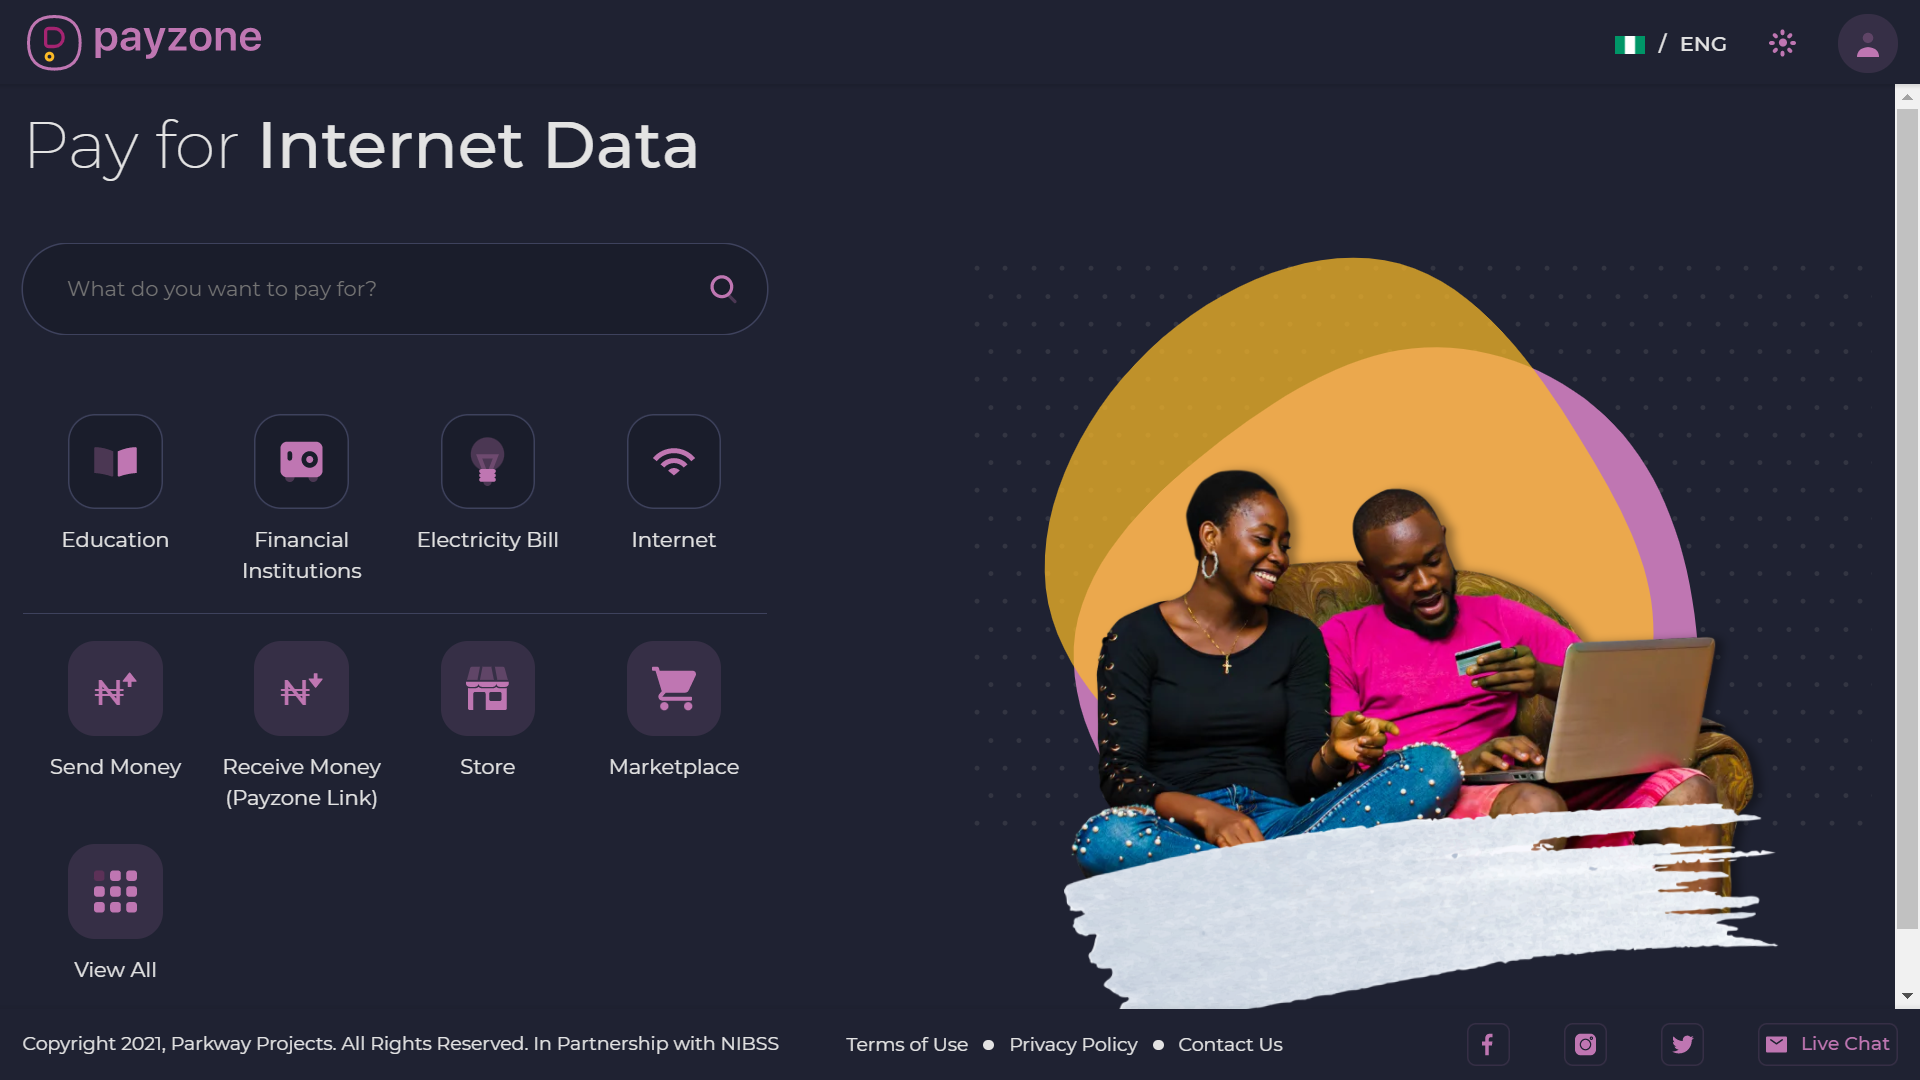 payzone
/ ENG
Pay for Internet Data
What do you want to pay for?
Education
Financial
Institutions
Electricity Bill
Internet
Send Money
Receive Money
(Payzone Link)
Store
Marketplace
View All
Copyright 2021, Parkway Projects. All Rights Reserved. In Partnership with NIBSS
Terms of Use ● Privacy Policy ● Contact Us
Live Chat